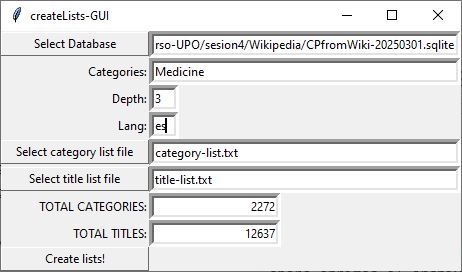 createLists-GUI
Select Database rso-UPO/sesion4/Wikipedia/CPfromWiki-20250301.sqlite
Categories: Medicine
Depth: 3
Lang: es
Select category list file category-list.txt
Select title list file title-list.txt
TOTAL CATEGORIES: 2272
TOTAL TITLES: 12637
Create lists!